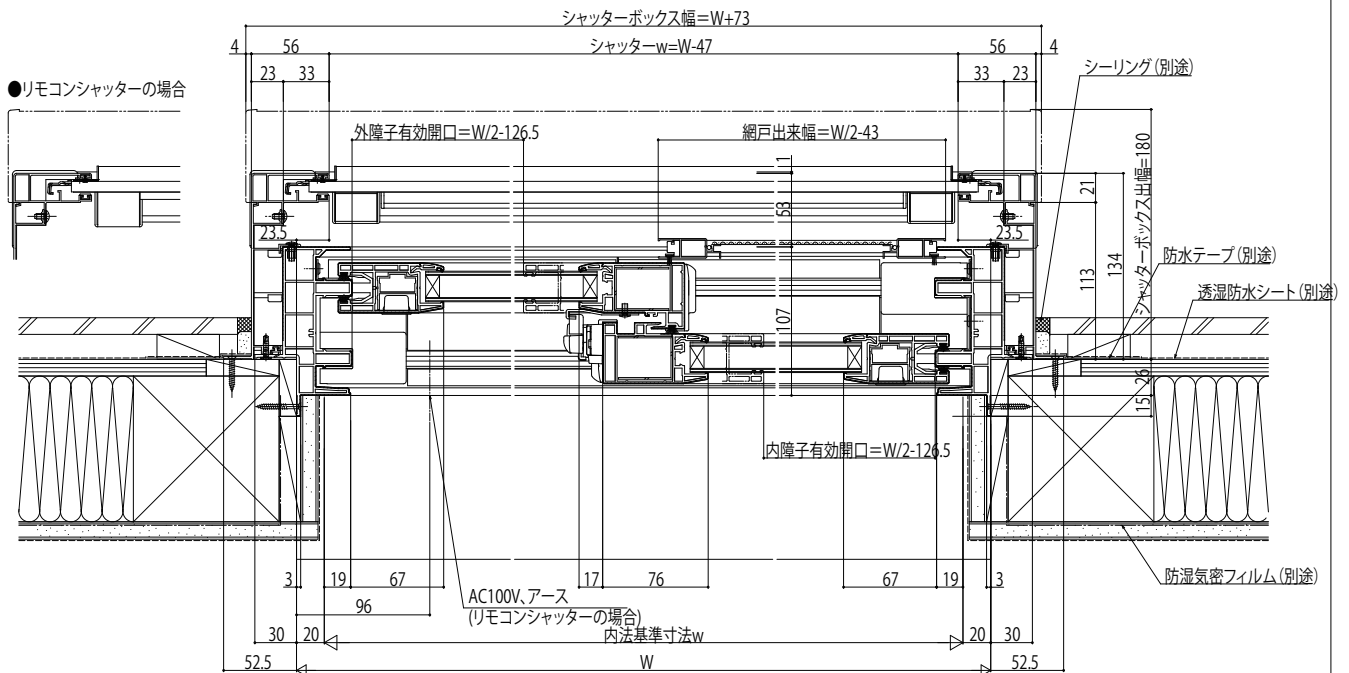 シャッターボックス幅=W+73
4 56 シャッターw=W-47 56 4
23 33 33 23
シーリング(別途)
●リモコンシャッターの場合
外障子有効開口=W/2-126.5
網戸出来幅=W/2-43
1
21
シャッターボックス出幅=180
53
134
23.5 23.5
防水テープ(別途)
113
透湿防水シート(別途)
107
26
15
内障子有効開口=W/2-126.5
3 19 67 17 76 67 19 3
防湿気密フィルム(別途)
96
AC100V、アース
(リモコンシャッターの場合)
30 20 内法基準寸法w 20 30
52.5 W 52.5